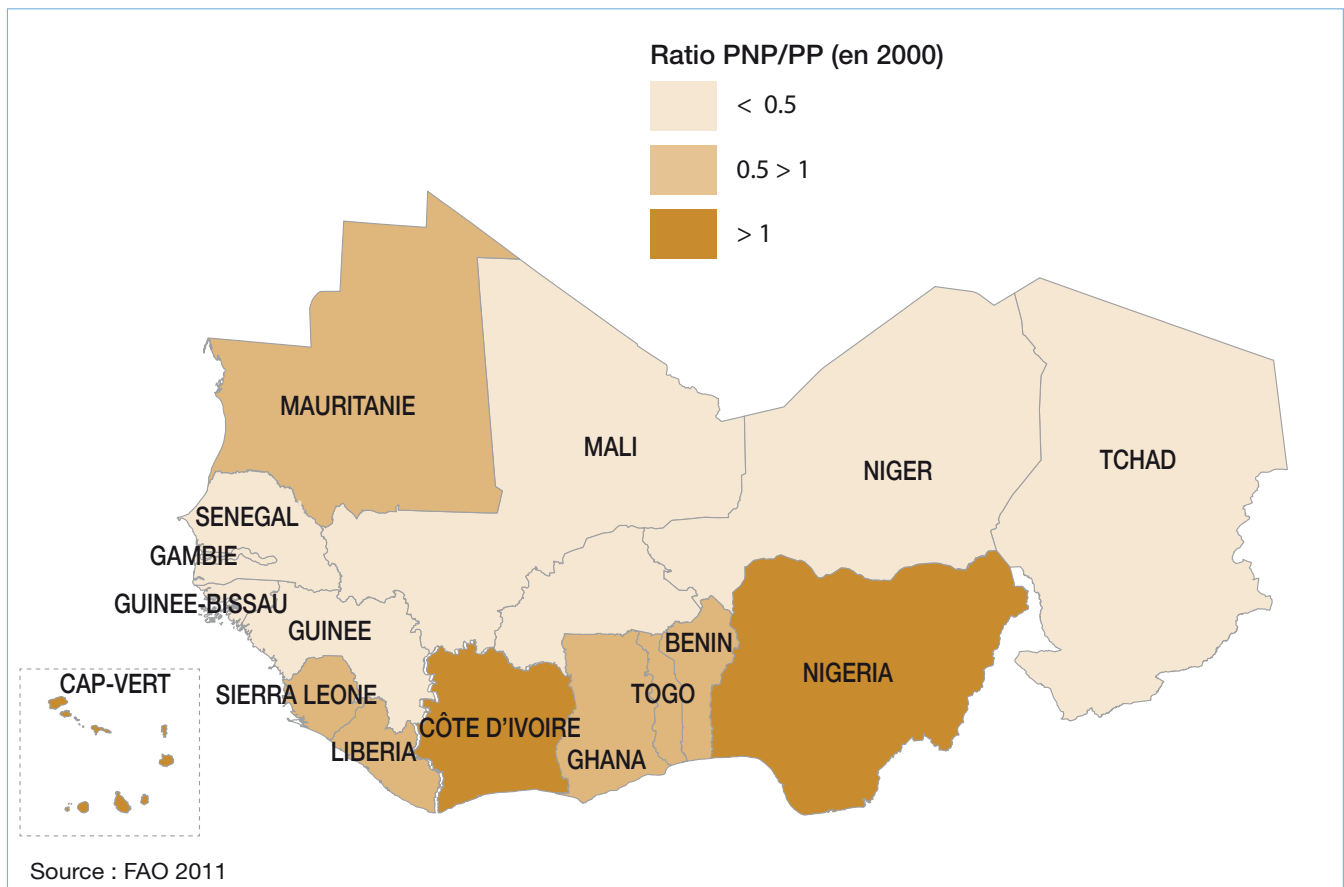 Ratio PNP/PP (en 2000)
< 0.5
0.5 > 1
> 1
MAURITANIE
MALI
NIGER
TCHAD
SENEGAL
GAMBIE
GUINEE-BISSAU
GUINEE
BENIN
NIGERIA
CAP-VERT
SIERRA LEONE
TOGO
CÔTE D’IVOIRE
LIBERIA
GHANA
Source : FAO 2011